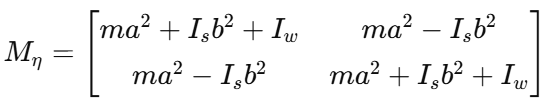 M_η = [ ma² + I_s b² + I_w    ma² − I_s b² ]
[ ma² − I_s b²    ma² + I_s b² + I_w ]